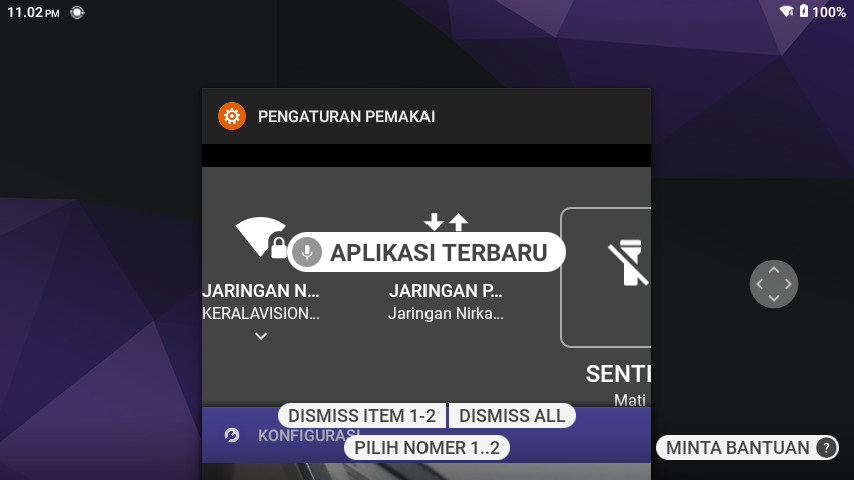 11.02 PM
100%
PENGATURAN PEMAKAI
APLIKASI TERBARU
JARINGAN N...
JARINGAN P...
KERALAVISION...
Jaringan Nirka...
SENTE
Mati
DISMISS ITEM 1-2
DISMISS ALL
KONFIGURASI
PILIH NOMER 1..2
MINTA BANTUAN ?